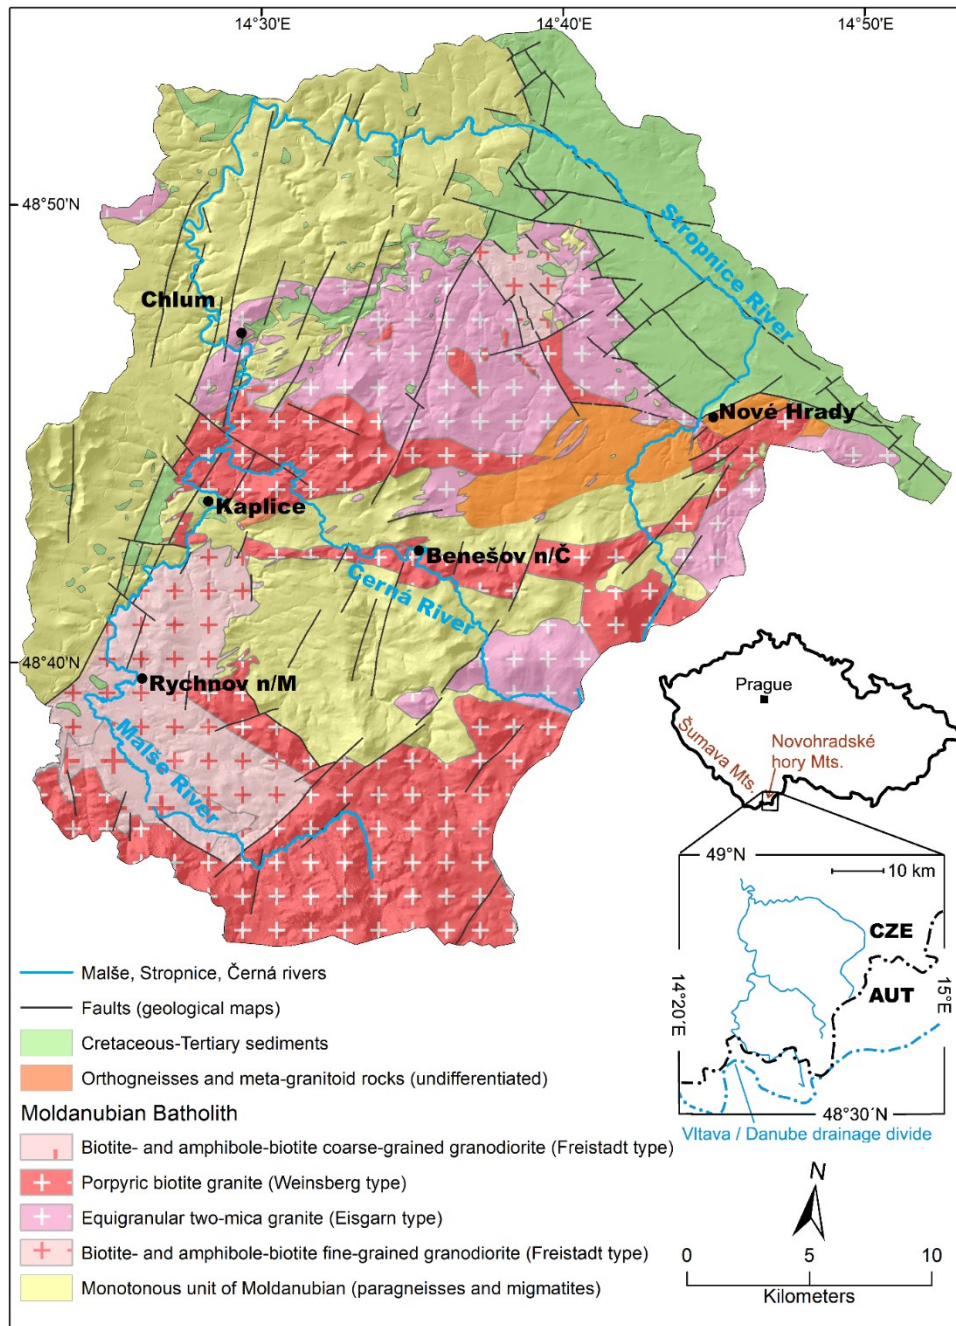 14°30'E
14°40'E
14°50'E
48°50'N
Stropnice River
Chlum
Nové Hrady
Kaplice
Benešov n/Č
Černá River
48°40'N
Rychnov n/M
Malše River
Prague
Šumava Mts.
Novohradské
hory Mts.
49°N
10 km
CZE
AUT
14°20´E
15°E
48°30´N
Vltava / Danube drainage divide
Malše, Stropnice, Černá rivers
Faults (geological maps)
Cretaceous-Tertiary sediments
Orthogneisses and meta-granitoid rocks (undifferentiated)
Moldanubian Batholith
Biotite- and amphibole-biotite coarse-grained granodiorite (Freistadt type)
Porpyric biotite granite (Weinsberg type)
Equigranular two-mica granite (Eisgarn type)
Biotite- and amphibole-biotite fine-grained granodiorite (Freistadt type)
Monotonous unit of Moldanubian (paragneisses and migmatites)
N
0 5 10
Kilometers